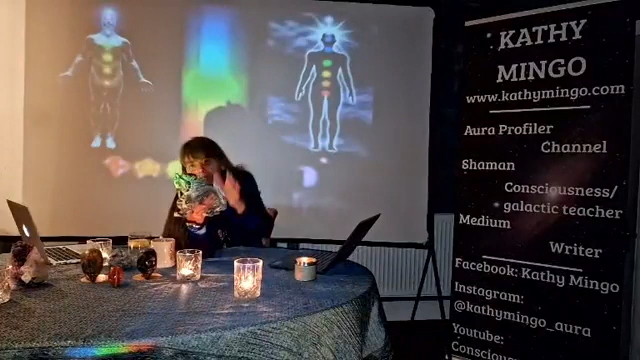 KATHY
MINGO
www.kathymingo.com
Aura Profiler
Channel
Shaman
Consciousness/
galactic teacher
Medium
Writer
Facebook: Kathy Mingo
Instagram:
@kathymingo_aura
Youtube: